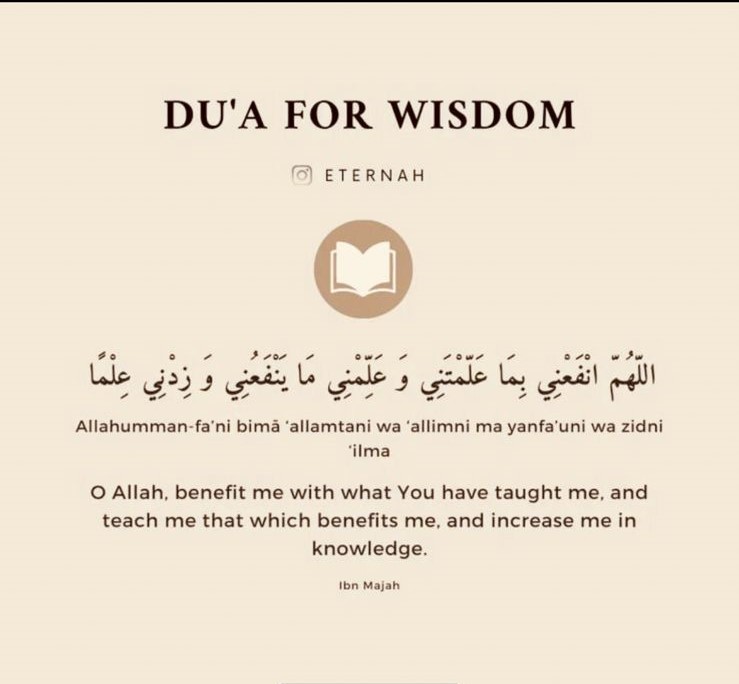 DU'A FOR WISDOM
ETERNAH
اللّهُمّ انْفَعْنِي بِمَا عَلّمْتَنِي وَ عَلِّمْنِي مَا يَنْفَعُنِي وَ زِدْنِي عِلْمًا
Allahumman-fa'ni bimā 'allamtani wa 'allimni ma yanfa'uni wa zidni
'ilma
O Allah, benefit me with what You have taught me, and
teach me that which benefits me, and increase me in
knowledge.
Ibn Majah